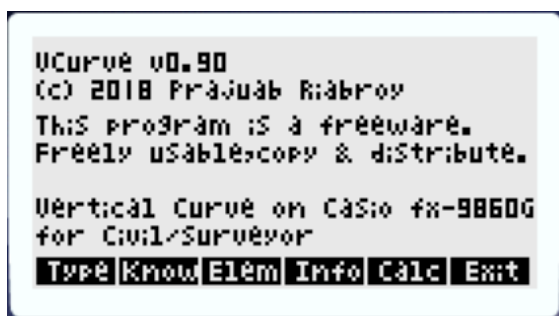 VCurve v0.90
(c) 2018 Prajuab Riabroy
This program is a freeware.
Freely usable,copy & distribute.
Vertical Curve on Casio fx-9860G
for Civil/Surveyor
Type Know Elem Info Calc Exit